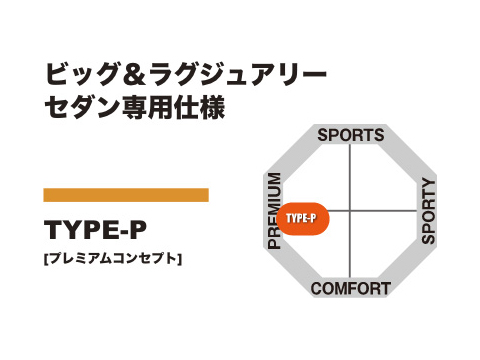 ビッグ&ラグジュアリー
セダン専用仕様
TYPE-P
[プレミアムコンセプト]
SPORTS
PREMIUM
TYPE-P
SPORTY
COMFORT